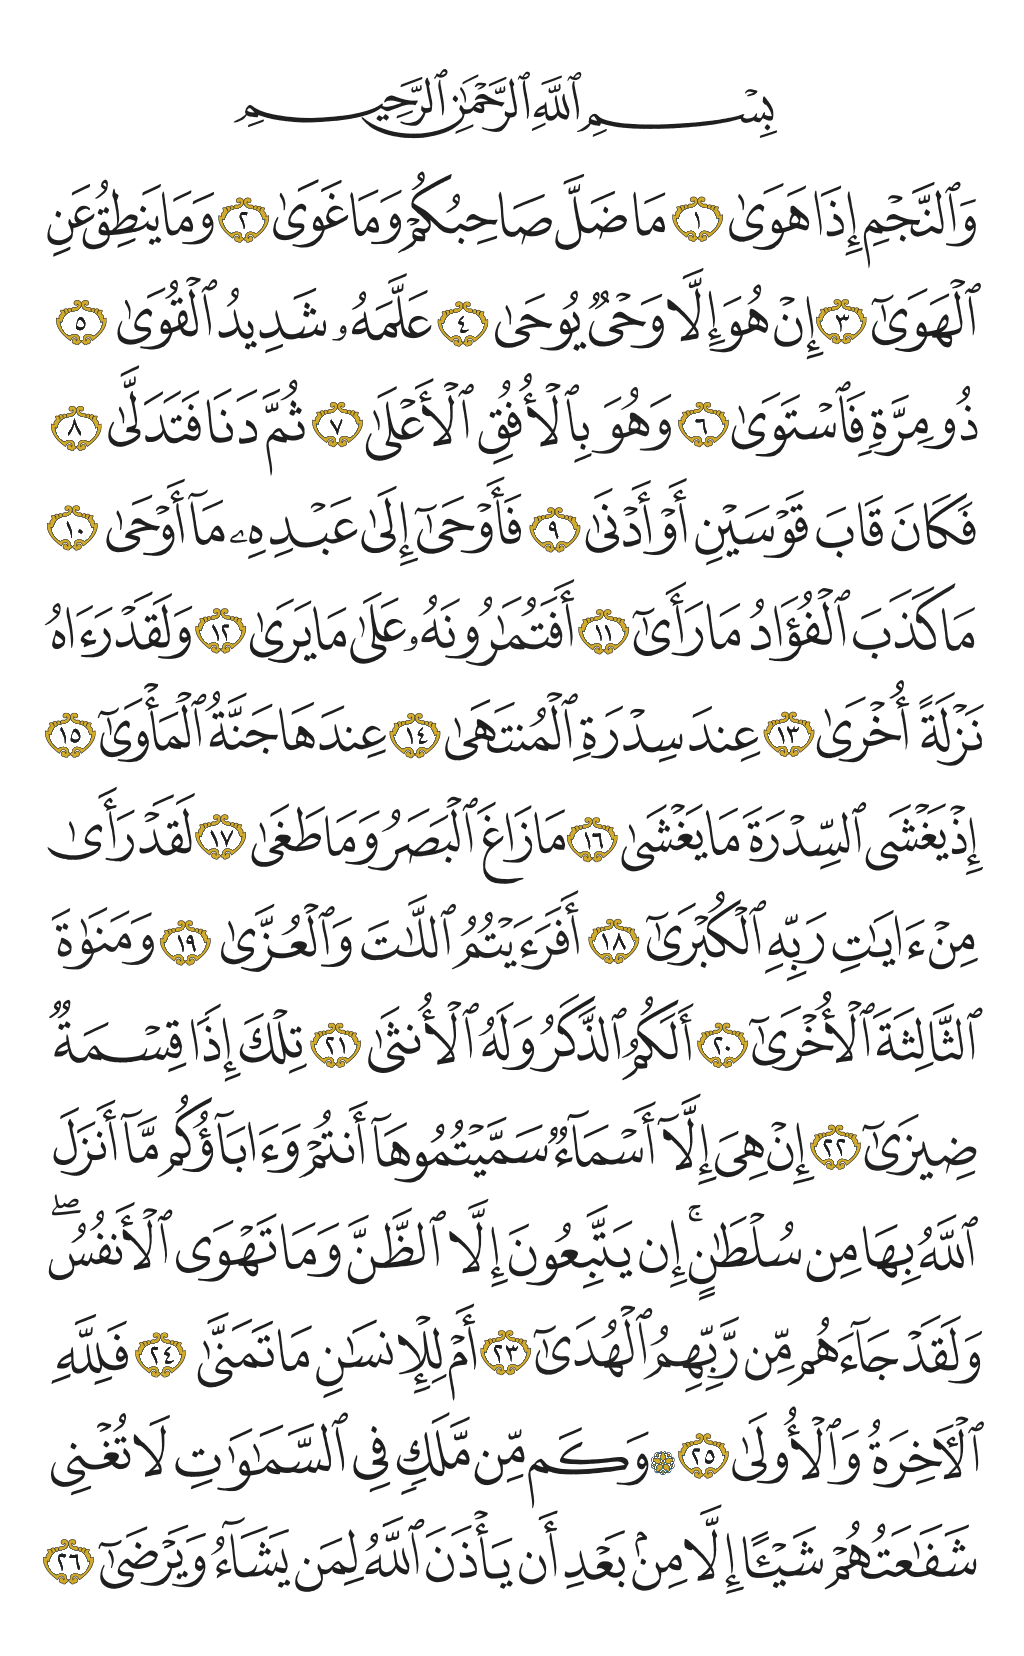 بِسْمِ ٱللَّهِ ٱلرَّحْمَٰنِ ٱلرَّحِيمِ
وَٱلنَّجْمِ إِذَا هَوَىٰ ١ مَا ضَلَّ صَاحِبُكُمْ وَمَا غَوَىٰ ٢ وَمَا يَنطِقُ عَنِ
ٱلْهَوَىٰٓ ٣ إِنْ هُوَ إِلَّا وَحْىٌ يُوحَىٰ ٤ عَلَّمَهُۥ شَدِيدُ ٱلْقُوَىٰ ٥
ذُو مِرَّةٍ فَٱسْتَوَىٰ ٦ وَهُوَ بِٱلْأُفُقِ ٱلْأَعْلَىٰ ٧ ثُمَّ دَنَا فَتَدَلَّىٰ ٨
فَكَانَ قَابَ قَوْسَيْنِ أَوْ أَدْنَىٰ ٩ فَأَوْحَىٰٓ إِلَىٰ عَبْدِهِۦ مَآ أَوْحَىٰ ١٠
مَا كَذَبَ ٱلْفُؤَادُ مَا رَأَىٰٓ ١١ أَفَتُمَٰرُونَهُۥ عَلَىٰ مَا يَرَىٰ ١٢ وَلَقَدْ رَءَاهُ
نَزْلَةً أُخْرَىٰ ١٣ عِندَ سِدْرَةِ ٱلْمُنتَهَىٰ ١٤ عِندَهَا جَنَّةُ ٱلْمَأْوَىٰٓ ١٥
إِذْ يَغْشَى ٱلسِّدْرَةَ مَا يَغْشَىٰ ١٦ مَا زَاغَ ٱلْبَصَرُ وَمَا طَغَىٰ ١٧ لَقَدْ رَأَىٰ
مِنْ ءَايَٰتِ رَبِّهِ ٱلْكُبْرَىٰٓ ١٨ أَفَرَءَيْتُمُ ٱللَّٰتَ وَٱلْعُزَّىٰ ١٩ وَمَنَوٰةَ
ٱلثَّالِثَةَ ٱلْأُخْرَىٰٓ ٢٠ أَلَكُمُ ٱلذَّكَرُ وَلَهُ ٱلْأُنثَىٰ ٢١ تِلْكَ إِذًا قِسْمَةٌ
ضِيزَىٰٓ ٢٢ إِنْ هِىَ إِلَّآ أَسْمَآءٌ سَمَّيْتُمُوهَآ أَنتُمْ وَءَابَآؤُكُم مَّآ أَنزَلَ
ٱللَّهُ بِهَا مِن سُلْطَٰنٍ ۚ إِن يَتَّبِعُونَ إِلَّا ٱلظَّنَّ وَمَا تَهْوَى ٱلْأَنفُسُ ۖ
وَلَقَدْ جَآءَهُم مِّن رَّبِّهِمُ ٱلْهُدَىٰٓ ٢٣ أَمْ لِلْإِنسَٰنِ مَا تَمَنَّىٰ ٢٤ فَلِلَّهِ
ٱلْـَٔاخِرَةُ وَٱلْأُولَىٰ ٢٥ ۞ وَكَم مِّن مَّلَكٍ فِى ٱلسَّمَٰوَٰتِ لَا تُغْنِى
شَفَٰعَتُهُمْ شَيْـًٔا إِلَّا مِنۢ بَعْدِ أَن يَأْذَنَ ٱللَّهُ لِمَن يَشَآءُ وَيَرْضَىٰٓ ٢٦